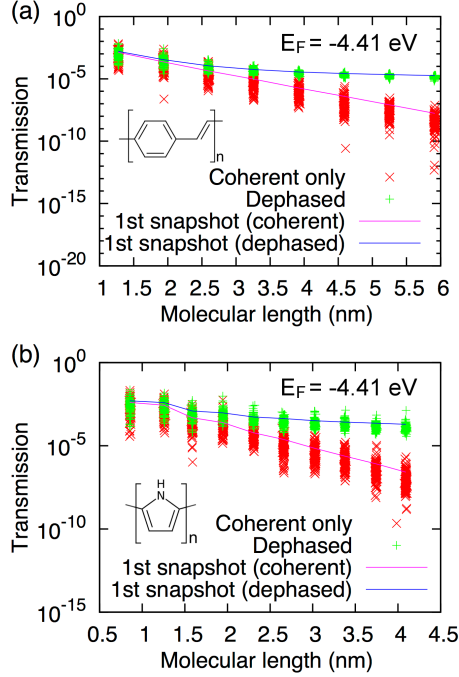 (a)
10^0
10^-5
10^-10
10^-15
10^-20
Transmission
E_F = -4.41 eV
n
Coherent only
Dephased
1st snapshot (coherent)
1st snapshot (dephased)
1 1.5 2 2.5 3 3.5 4 4.5 5 5.5 6
Molecular length (nm)
(b)
10^0
10^-5
10^-10
10^-15
Transmission
E_F = -4.41 eV
H
N
n
Coherent only
Dephased
1st snapshot (coherent)
1st snapshot (dephased)
0.5 1 1.5 2 2.5 3 3.5 4 4.5
Molecular length (nm)